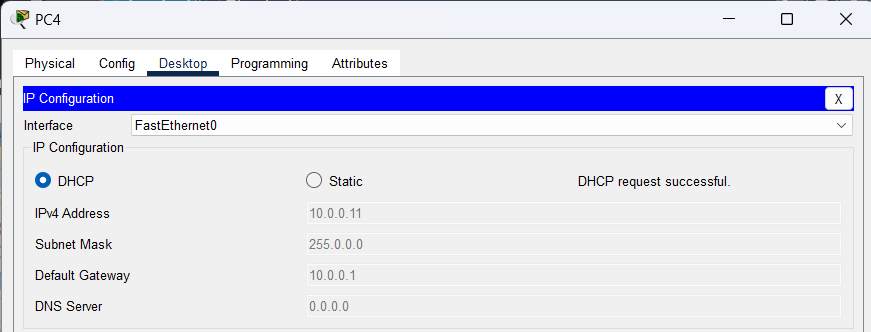 PC4
Physical Config Desktop Programming Attributes
IP Configuration X
Interface FastEthernet0
IP Configuration
DHCP Static DHCP request successful.
IPv4 Address 10.0.0.11
Subnet Mask 255.0.0.0
Default Gateway 10.0.0.1
DNS Server 0.0.0.0